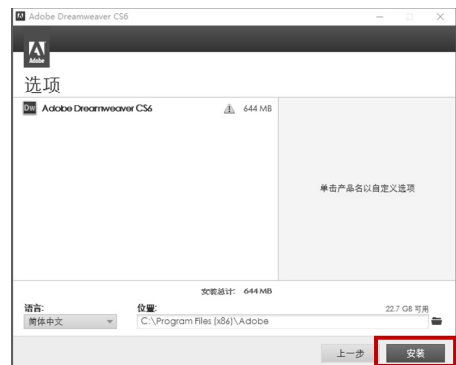 Adobe Dreamweaver CS6
Adobe
选项
Dw Adobe Dreamweaver CS6 644 MB
单击产品名以自定义选项
安装总计: 644 MB
语言: 位置: 22.7 GB 可用
简体中文 C:\Program Files (x86)\Adobe
上一步 安装